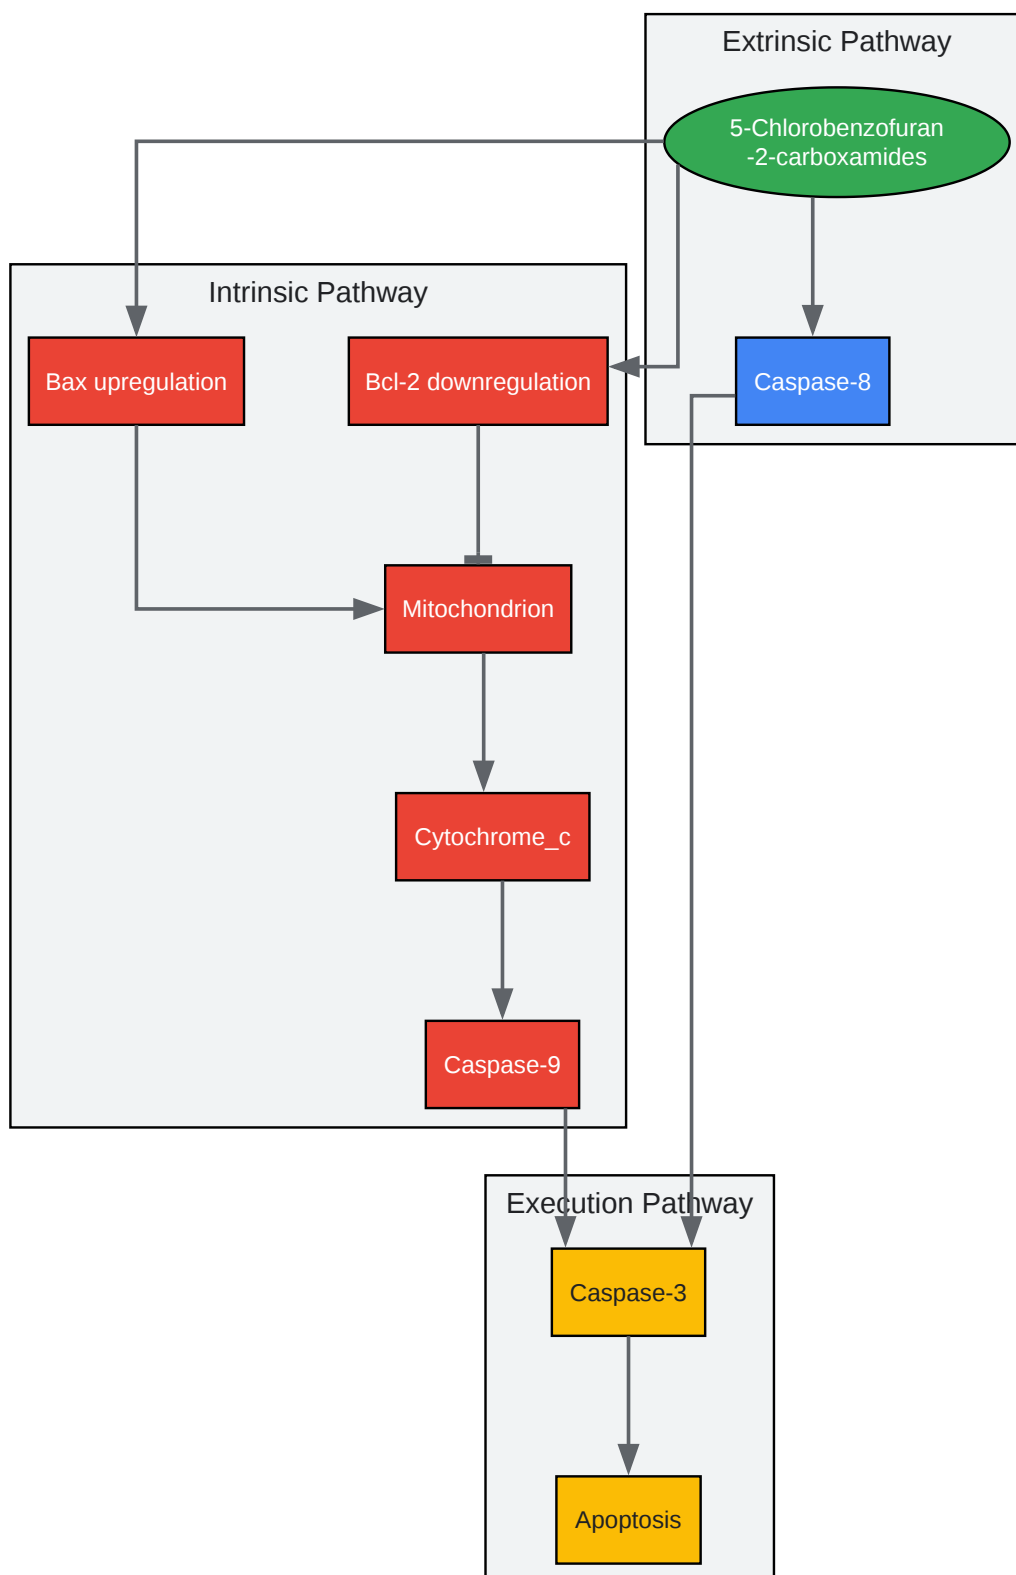 Extrinsic Pathway
5-Chlorobenzofuran
-2-carboxamides
Intrinsic Pathway
Bax upregulation
Bcl-2 downregulation
Caspase-8
Mitochondrion
Cytochrome_c
Caspase-9
Execution Pathway
Caspase-3
Apoptosis